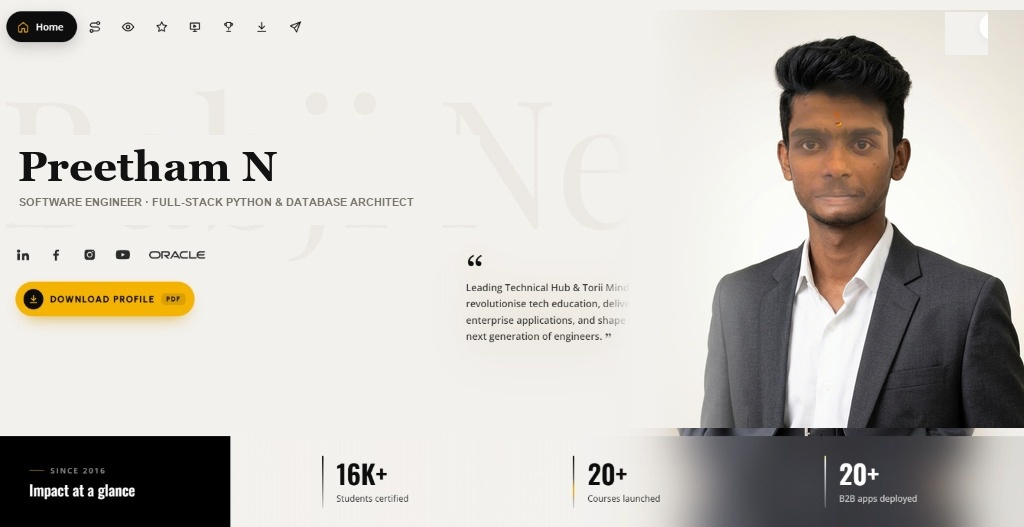 Home
Preetham N
SOFTWARE ENGINEER · FULL-STACK PYTHON & DATABASE ARCHITECT
ORACLE
DOWNLOAD PROFILE PDF
“
Leading Technical Hub & Torii Mind
revolutionise tech education, delive
enterprise applications, and shape
next generation of engineers. ”
SINCE 2016
Impact at a glance
16K+
Students certified
20+
Courses launched
20+
B2B apps deployed